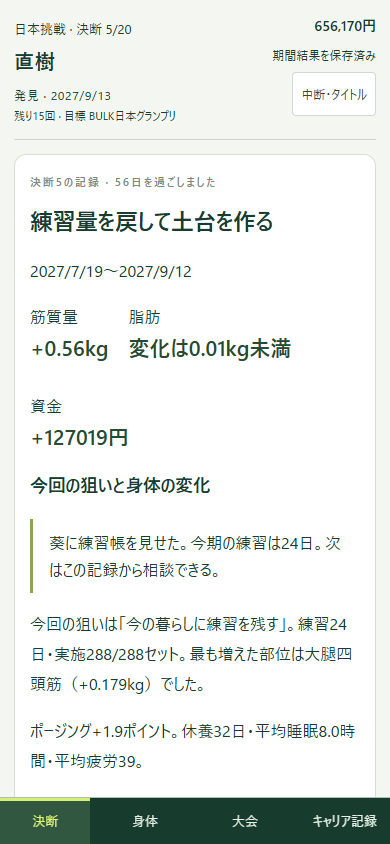 日本挑戦 · 決断 5/20
656,170円
直樹
期間結果を保存済み
発見 · 2027/9/13
残り15回 · 目標 BULK日本グランプリ
中断・タイトル
決断5の記録 · 56日を過ごしました
練習量を戻して土台を作る
2027/7/19〜2027/9/12
筋質量 脂肪
+0.56kg 変化は0.01kg未満
資金
+127019円
今回の狙いと身体の変化
葵に練習帳を見せた。今期の練習は24日。次
はこの記録から相談できる。
今回の狙いは「今の暮らしに練習を残す」。練習24
日・実施288/288セット。最も増えた部位は大腿四
頭筋（+0.179kg）でした。
ポージング+1.9ポイント。休養32日・平均睡眠8.0時
間・平均疲労39。
決断 身体 大会 キャリア記録